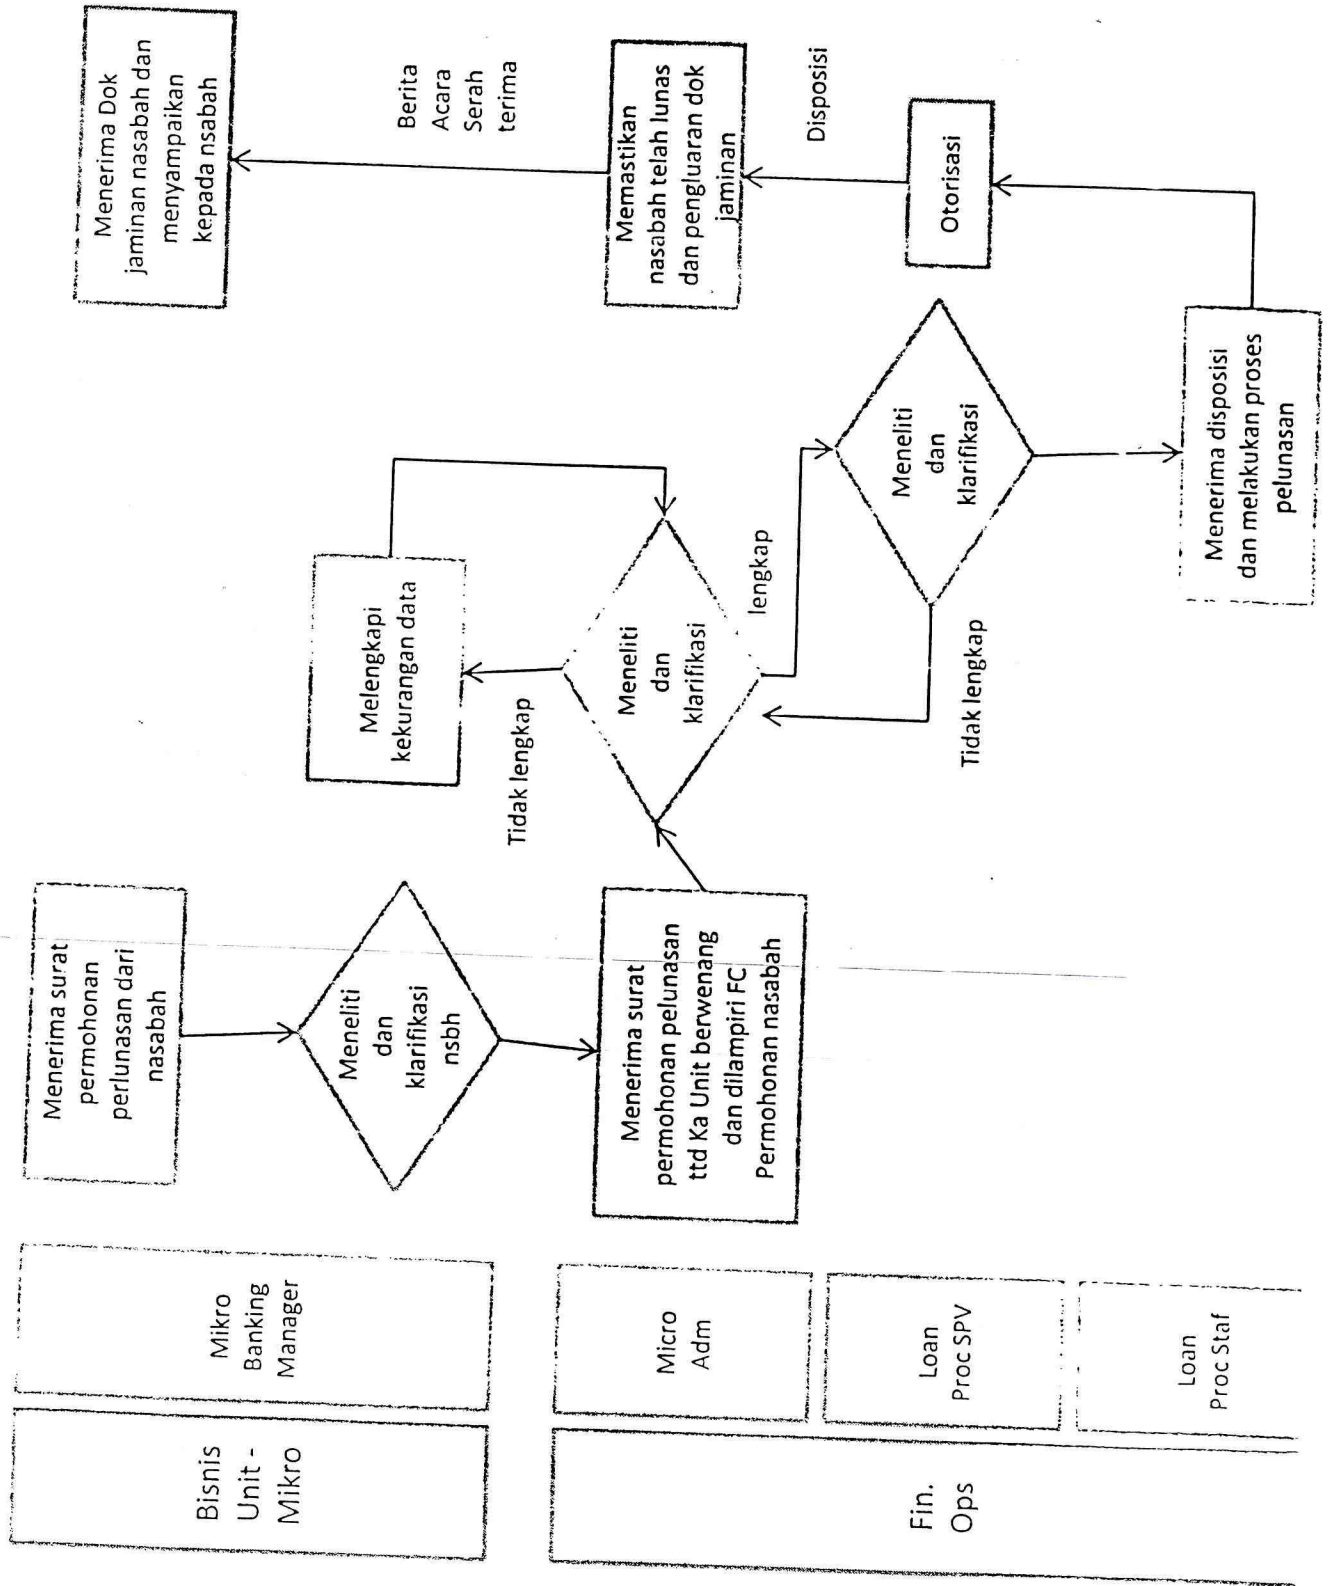 Bisnis
Unit -
Mikro
Mikro
Banking
Manager
Menerima surat
permohonan
perlunasan dari
nasabah
Meneliti
dan
klarifikasi
nsbh
Melengkapi
kekurangan data
Menerima Dok
jaminan nasabah dan
menyampaikan
kepada nsabah
Tidak lengkap
Berita
Acara
Serah
terima
Fin.
Ops
Micro
Adm
Menerima surat
permohonan pelunasan
ttd Ka Unit berwenang
dan dilampiri FC
Permohonan nasabah
Meneliti
dan
klarifikasi
Memastikan
nasabah telah lunas
dan pengluaran dok
jaminan
lengkap
Disposisi
Loan
Proc SPV
Meneliti
dan
klarifikasi
Otorisasi
Tidak lengkap
Loan
Proc Staf
Menerima disposisi
dan melakukan proses
pelunasan